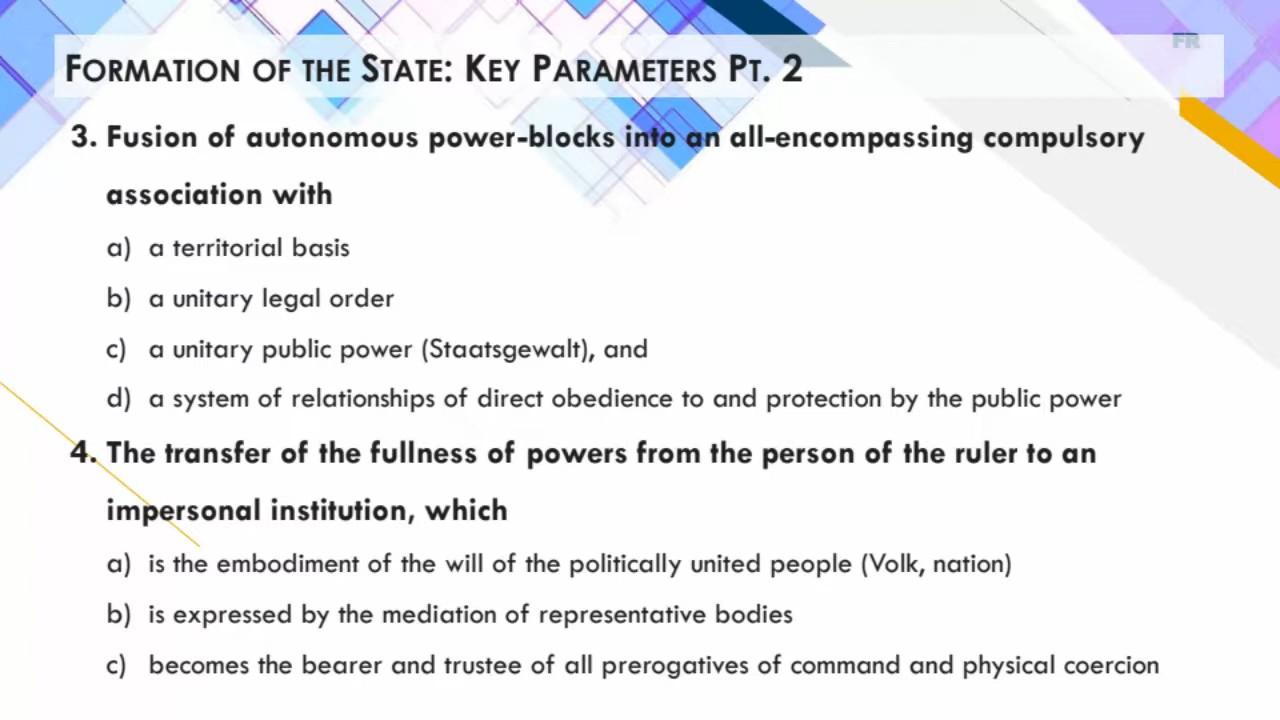 FR
FORMATION OF THE STATE: KEY PARAMETERS PT. 2
3. Fusion of autonomous power-blocks into an all-encompassing compulsory
association with
a) a territorial basis
b) a unitary legal order
c) a unitary public power (Staatsgewalt), and
d) a system of relationships of direct obedience to and protection by the public power
4. The transfer of the fullness of powers from the person of the ruler to an
impersonal institution, which
a) is the embodiment of the will of the politically united people (Volk, nation)
b) is expressed by the mediation of representative bodies
c) becomes the bearer and trustee of all prerogatives of command and physical coercion